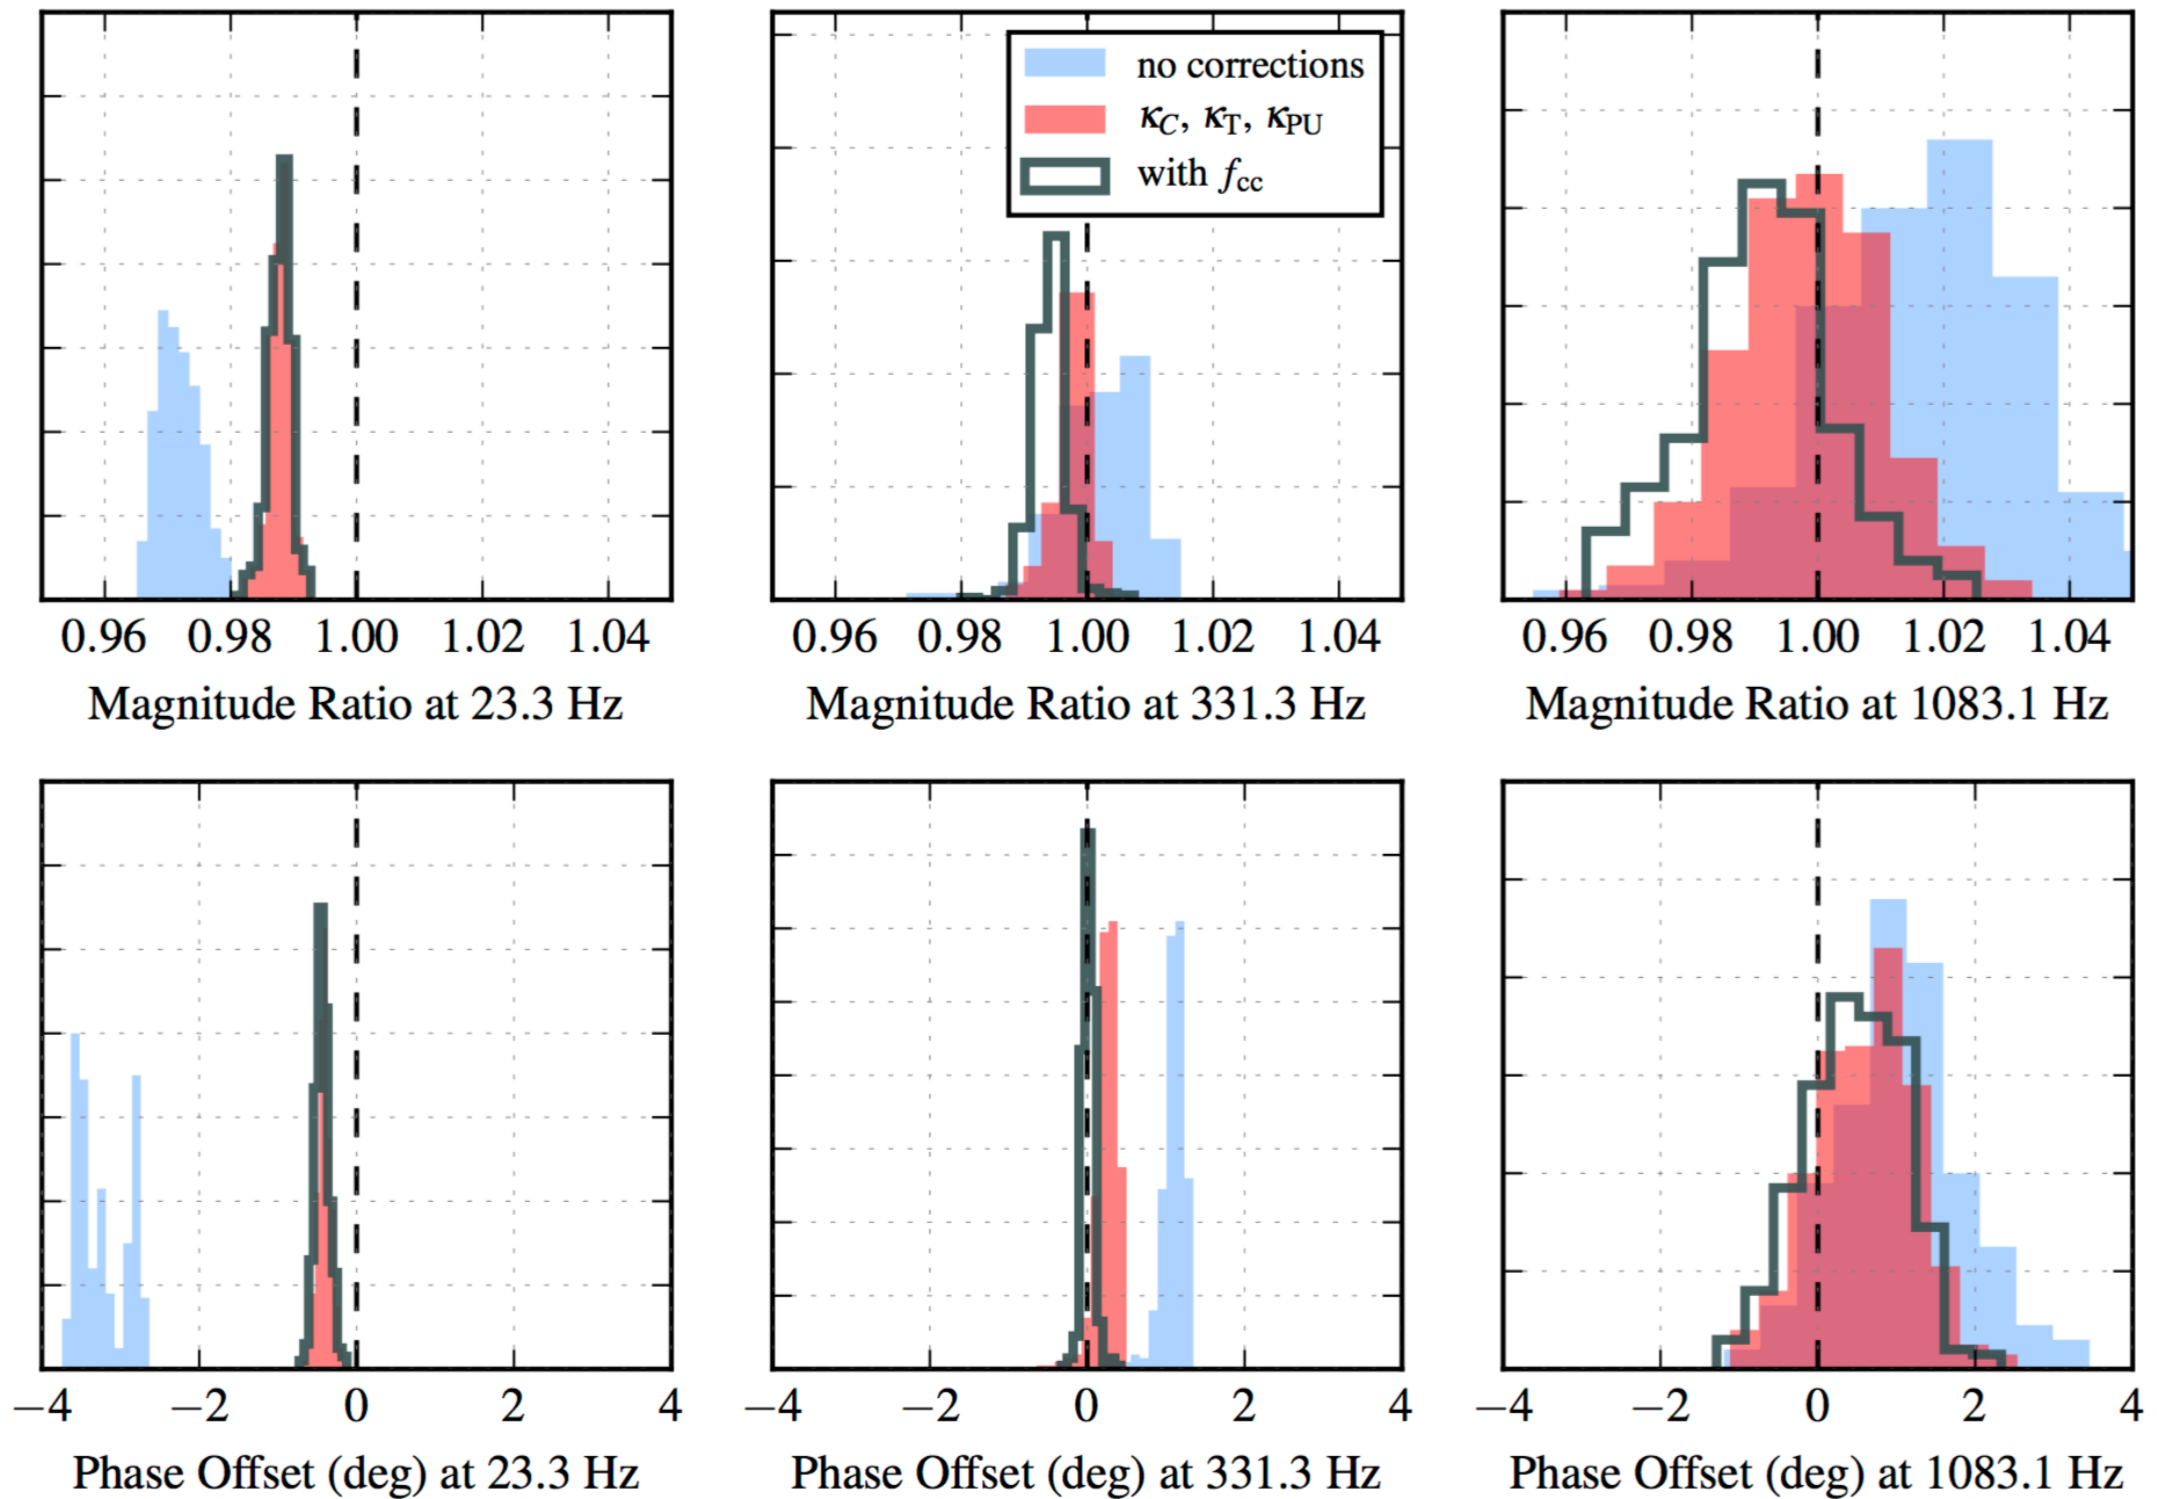 no corrections
κC, κT, κPU
with fcc
0.96 0.98 1.00 1.02 1.04
Magnitude Ratio at 23.3 Hz
0.96 0.98 1.00 1.02 1.04
Magnitude Ratio at 331.3 Hz
0.96 0.98 1.00 1.02 1.04
Magnitude Ratio at 1083.1 Hz
−4 −2 0 2 4
Phase Offset (deg) at 23.3 Hz
−4 −2 0 2 4
Phase Offset (deg) at 331.3 Hz
−4 −2 0 2 4
Phase Offset (deg) at 1083.1 Hz